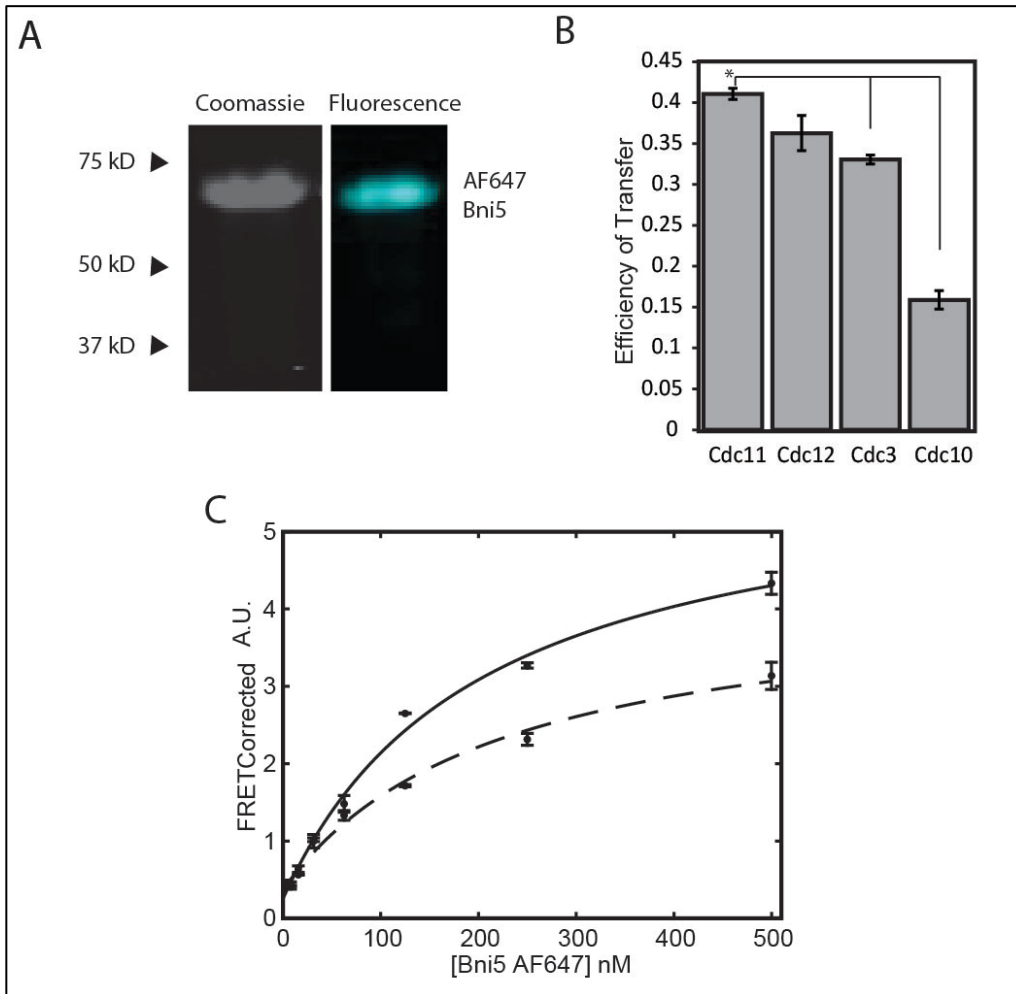 A
Coomassie Fluorescence
75 kD
50 kD
37 kD
AF647
Bni5
B
Efficiency of Transfer
0.45
0.4
0.35
0.3
0.25
0.2
0.15
0.1
0.05
0
*
Cdc11 Cdc12 Cdc3 Cdc10
C
FRETCorrected A.U.
5
4
3
2
1
0
0 100 200 300 400 500
[Bni5 AF647] nM